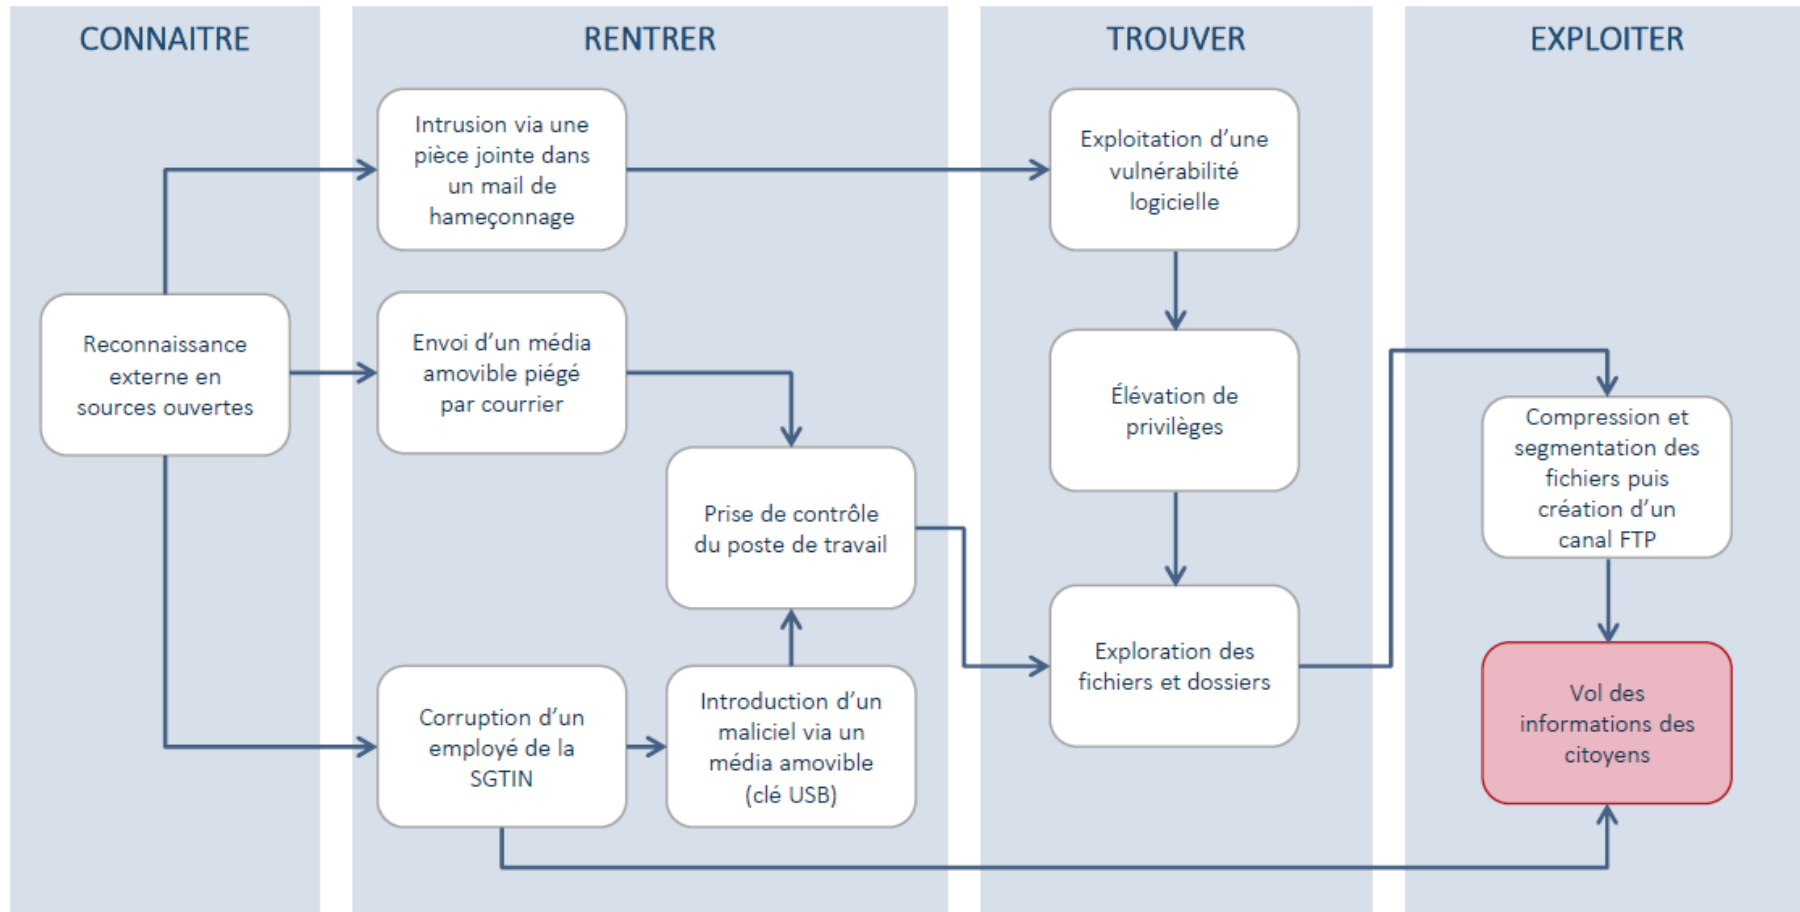 CONNAITRE
RENTRER
TROUVER
EXPLOITER
Reconnaissance
externe en
sources ouvertes
Intrusion via une
pièce jointe dans
un mail de
hameçonnage
Envoi d'un média
amovible piégé
par courrier
Prise de contrôle
du poste de travail
Corruption d'un
employé de la
SGTIN
Introduction d'un
maliciel via un
média amovible
(clé USB)
Exploitation d'une
vulnérabilité
logicielle
Élévation de
privilèges
Exploration des
fichiers et dossiers
Compression et
segmentation des
fichiers puis
création d'un
canal FTP
Vol des
informations des
citoyens